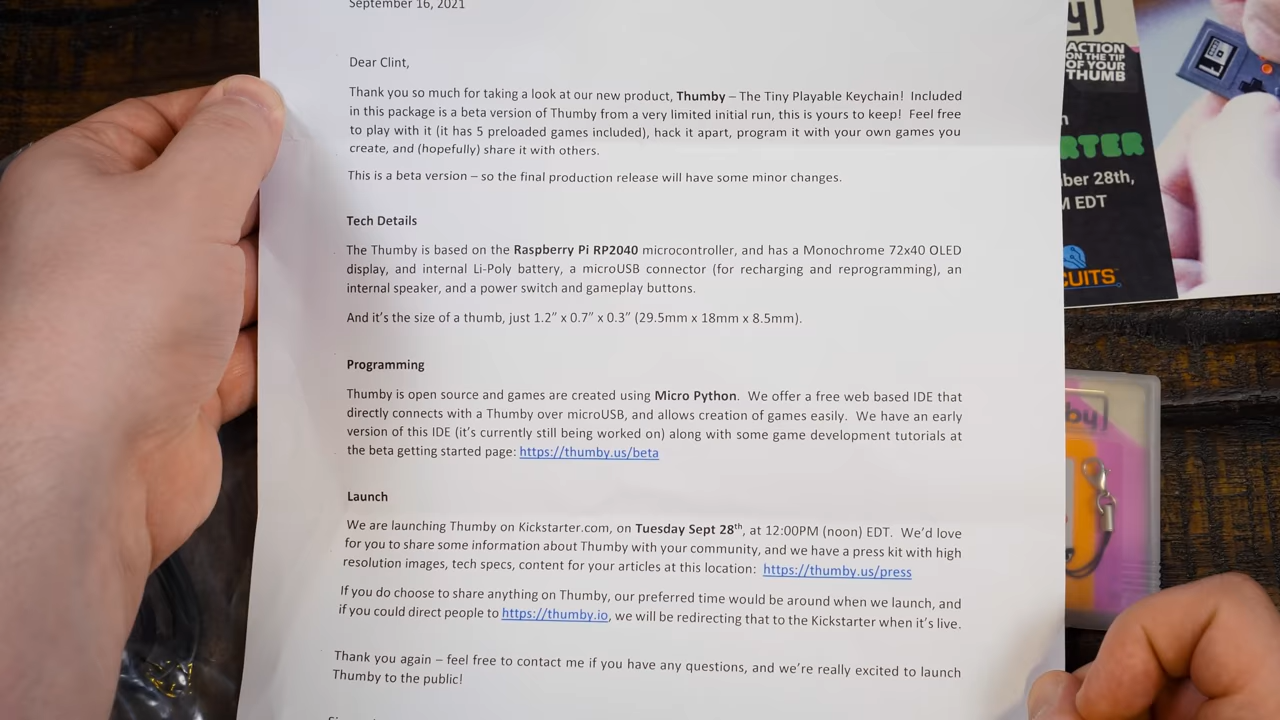 September 16, 2021
Dear Clint,
Thank you so much for taking a look at our new product, Thumby – The Tiny Playable Keychain! Included
in this package is a beta version of Thumby from a very limited initial run, this is yours to keep! Feel free
to play with it (it has 5 preloaded games included), hack it apart, program it with your own games you
create, and (hopefully) share it with others.
This is a beta version – so the final production release will have some minor changes.
Tech Details
The Thumby is based on the Raspberry Pi RP2040 microcontroller, and has a Monochrome 72x40 OLED
display, and internal Li-Poly battery, a microUSB connector (for recharging and reprogramming), an
internal speaker, and a power switch and gameplay buttons.
And it's the size of a thumb, just 1.2" x 0.7" x 0.3" (29.5mm x 18mm x 8.5mm).
Programming
Thumby is open source and games are created using Micro Python. We offer a free web based IDE that
directly connects with a Thumby over microUSB, and allows creation of games easily. We have an early
version of this IDE (it's currently still being worked on) along with some game development tutorials at
the beta getting started page: https://thumby.us/beta
Launch
We are launching Thumby on Kickstarter.com, on Tuesday Sept 28th, at 12:00PM (noon) EDT. We'd love
for you to share some information about Thumby with your community, and we have a press kit with high
resolution images, tech specs, content for your articles at this location: https://thumby.us/press
If you do choose to share anything on Thumby, our preferred time would be around when we launch, and
if you could direct people to https://thumby.io, we will be redirecting that to the Kickstarter when it's live.
Thank you again – feel free to contact me if you have any questions, and we're really excited to launch
Thumby to the public!
y
ACTION
ON THE TIP
OF YOUR
THUMB
RTER
ber 28th,
M EDT
CUITS
by